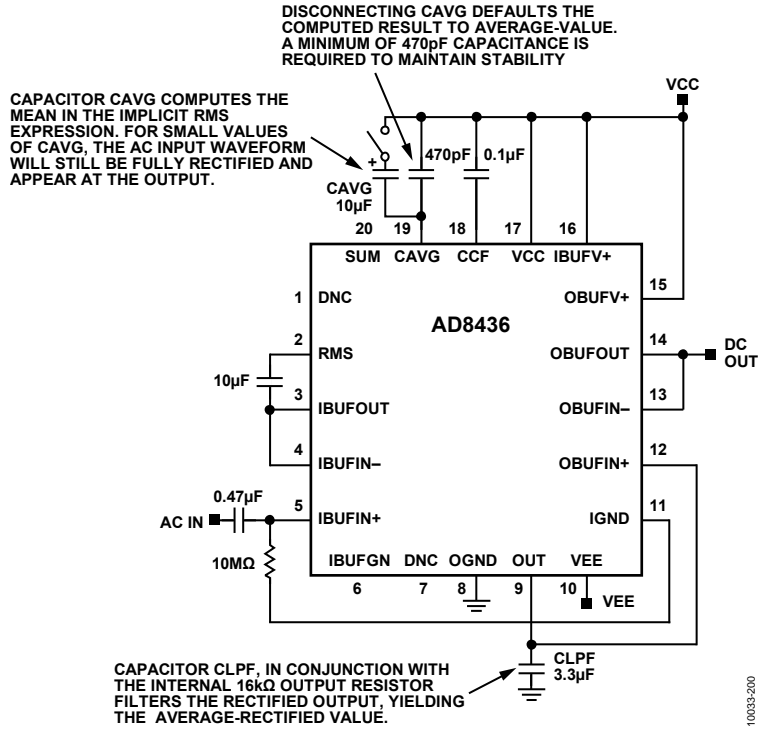 DISCONNECTING CAVG DEFAULTS THE
COMPUTED RESULT TO AVERAGE-VALUE.
A MINIMUM OF 470pF CAPACITANCE IS
REQUIRED TO MAINTAIN STABILITY
CAPACITOR CAVG COMPUTES THE
MEAN IN THE IMPLICIT RMS
EXPRESSION. FOR SMALL VALUES
OF CAVG, THE AC INPUT WAVEFORM
WILL STILL BE FULLY RECTIFIED AND
APPEAR AT THE OUTPUT.
VCC
+
470pF
0.1µF
CAVG
10µF
20 19 18 17 16
SUM CAVG CCF VCC IBUFV+
1 DNC
OBUFV+ 15
AD8436
2 RMS
OBUFOUT 14
DC
OUT
10µF
3 IBUFOUT
OBUFIN– 13
4 IBUFIN–
OBUFIN+ 12
0.47µF
AC IN
5 IBUFIN+
IGND 11
10MΩ
IBUFGN DNC OGND OUT VEE
6 7 8 9 10
VEE
CAPACITOR CLPF, IN CONJUNCTION WITH
THE INTERNAL 16kΩ OUTPUT RESISTOR
FILTERS THE RECTIFIED OUTPUT, YIELDING
THE AVERAGE-RECTIFIED VALUE.
CLPF
3.3µF
10033-200